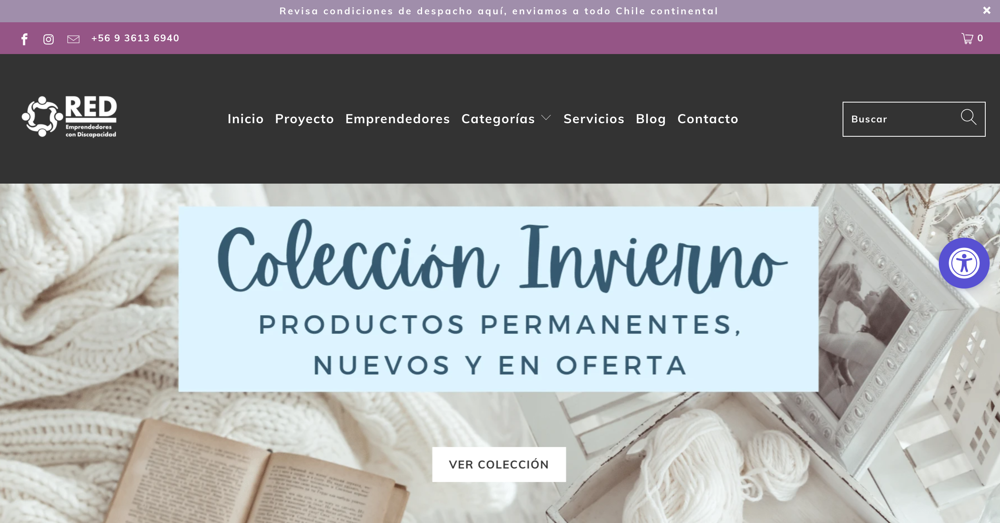 Revisa condiciones de despacho aquí, enviamos a todo Chile continental
+56 9 3613 6940
0
RED
Emprendedores
con Discapacidad
Inicio Proyecto Emprendedores Categorías Servicios Blog Contacto
Buscar
Colección Invierno
PRODUCTOS PERMANENTES,
NUEVOS Y EN OFERTA
VER COLECCIÓN